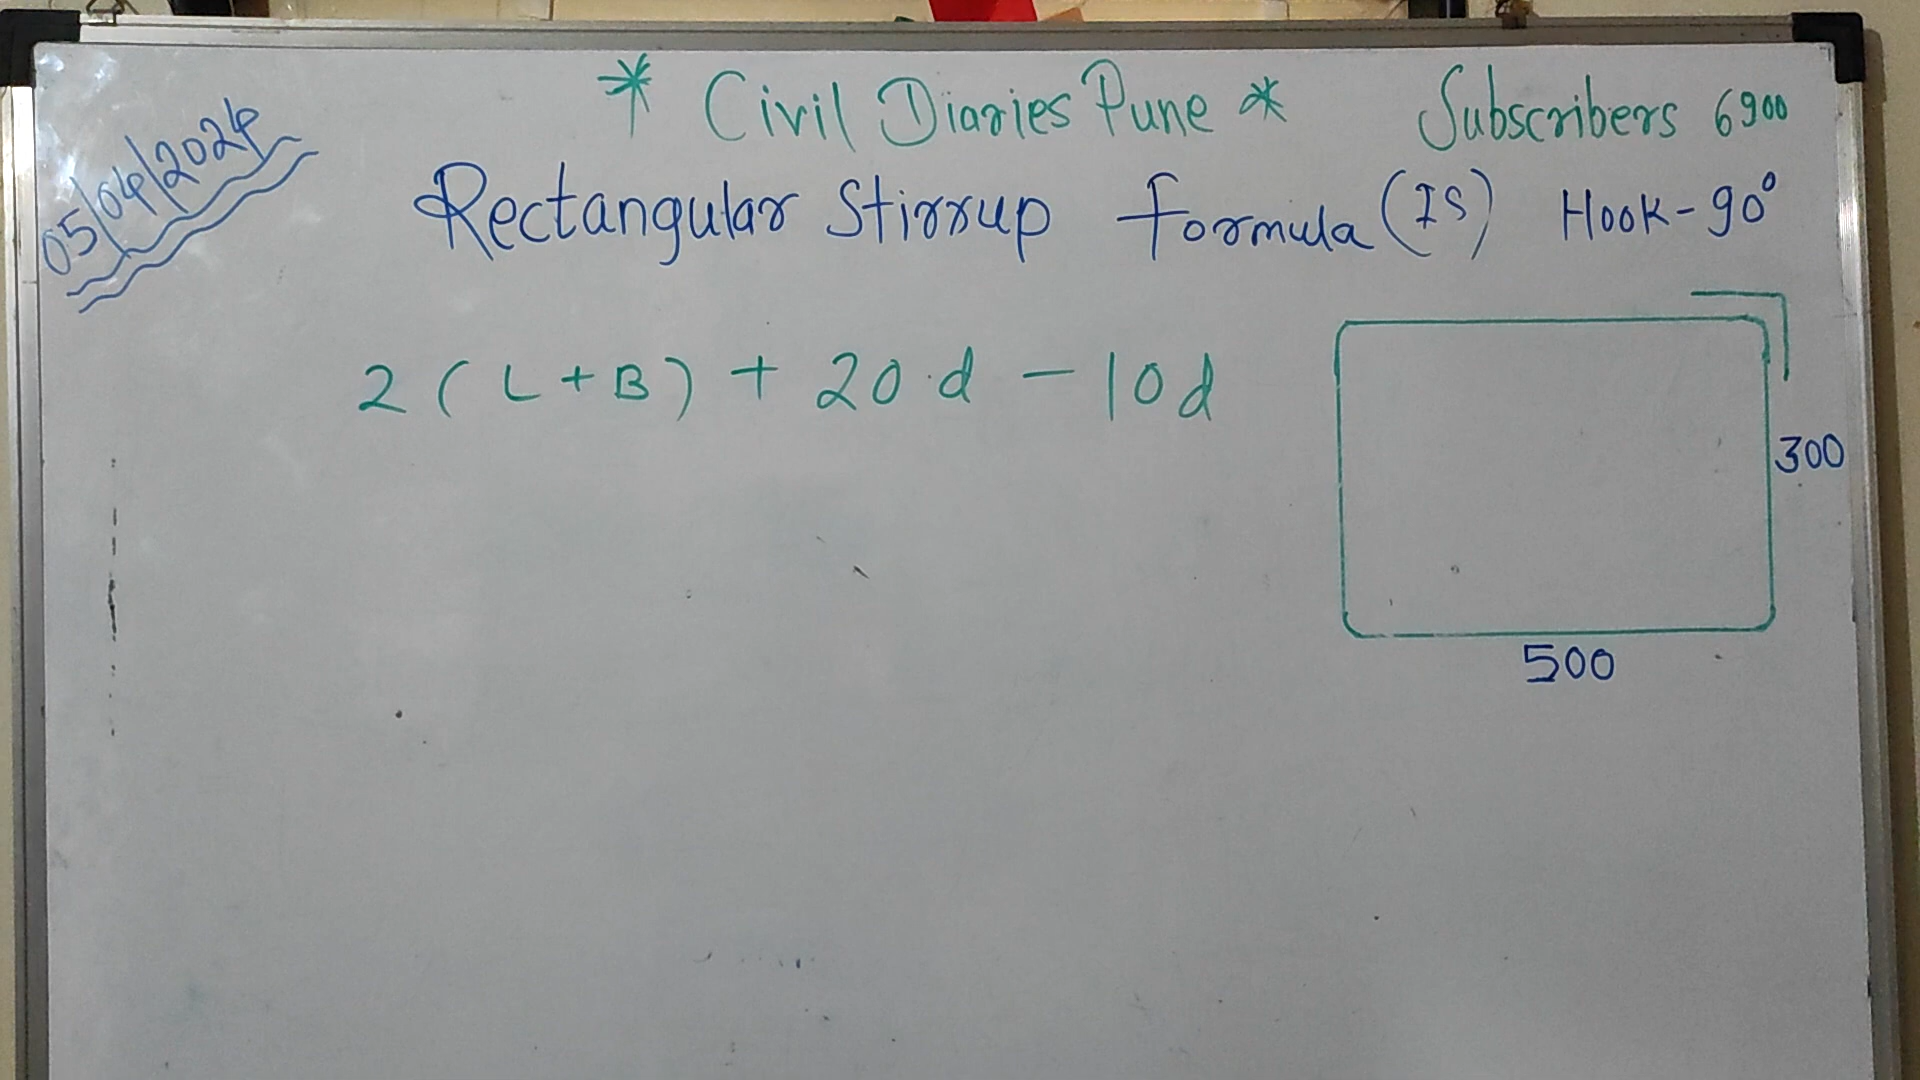 * Civil Diaries Pune * Subscribers 6900
05/04/2024
Rectangular Stirrup Formula (IS) Hook-90°
2(L+B) + 20 d - 10 d
300
500